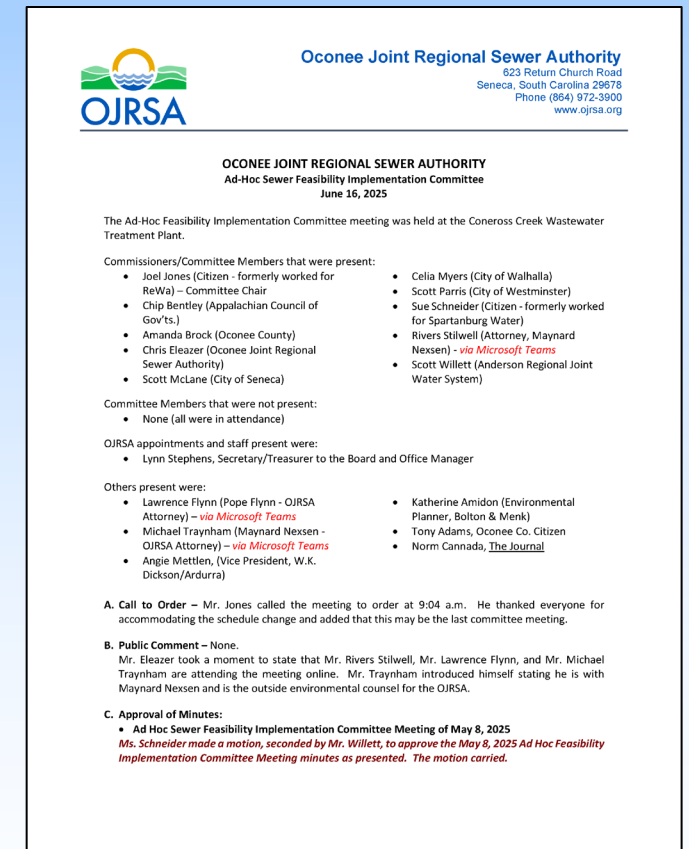 OJRSA
Oconee Joint Regional Sewer Authority
623 Return Church Road
Seneca, South Carolina 29678
Phone (864) 972-3900
www.ojrsa.org
OCONEE JOINT REGIONAL SEWER AUTHORITY
Ad-Hoc Sewer Feasibility Implementation Committee
June 16, 2025
The Ad-Hoc Feasibility Implementation Committee meeting was held at the Coneross Creek Wastewater
Treatment Plant.
Commissioners/Committee Members that were present:
• Joel Jones (Citizen - formerly worked for
ReWa) – Committee Chair
• Chip Bentley (Appalachian Council of
Gov'ts.)
• Amanda Brock (Oconee County)
• Chris Eleazer (Oconee Joint Regional
Sewer Authority)
• Scott McLane (City of Seneca)
• Celia Myers (City of Walhalla)
• Scott Parris (City of Westminster)
• Sue Schneider (Citizen - formerly worked
for Spartanburg Water)
• Rivers Stilwell (Attorney, Maynard
Nexsen) - via Microsoft Teams
• Scott Willett (Anderson Regional Joint
Water System)
Committee Members that were not present:
• None (all were in attendance)
OJRSA appointments and staff present were:
• Lynn Stephens, Secretary/Treasurer to the Board and Office Manager
Others present were:
• Lawrence Flynn (Pope Flynn - OJRSA
Attorney) – via Microsoft Teams
• Michael Traynham (Maynard Nexsen -
OJRSA Attorney) – via Microsoft Teams
• Angie Mettlen, (Vice President, W.K.
Dickson/Ardurra)
• Katherine Amidon (Environmental
Planner, Bolton & Menk)
• Tony Adams, Oconee Co. Citizen
• Norm Cannada, The Journal
A. Call to Order – Mr. Jones called the meeting to order at 9:04 a.m. He thanked everyone for
accommodating the schedule change and added that this may be the last committee meeting.
B. Public Comment – None.
Mr. Eleazer took a moment to state that Mr. Rivers Stilwell, Mr. Lawrence Flynn, and Mr. Michael
Traynham are attending the meeting online. Mr. Traynham introduced himself stating he is with
Maynard Nexsen and is the outside environmental counsel for the OJRSA.
C. Approval of Minutes:
• Ad Hoc Sewer Feasibility Implementation Committee Meeting of May 8, 2025
Ms. Schneider made a motion, seconded by Mr. Willett, to approve the May 8, 2025 Ad Hoc Feasibility
Implementation Committee Meeting minutes as presented. The motion carried.